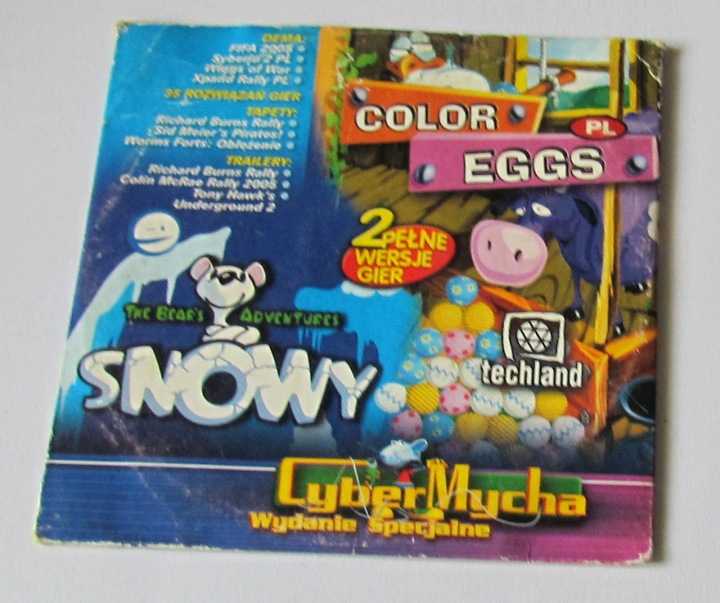 DEMA:
FIFA 2005
Syberia 2 PL
Wings of War
Xpand Rally PL
35 ROZWIĄZAŃ GIER
TAPETY:
Richard Burns Rally
Sid Meier's Pirates!
Worms Forts: Oblężenie
TRAILERY:
Richard Burns Rally
Colin McRae Rally 2005
Tony Hawk's
Underground 2
COLOR
PL
EGGS
2 PEŁNE
WERSJE
GIER
THE BEAR'S ADVENTURES
SNOWY
techland
CyberMycha
Wydanie Specjalne